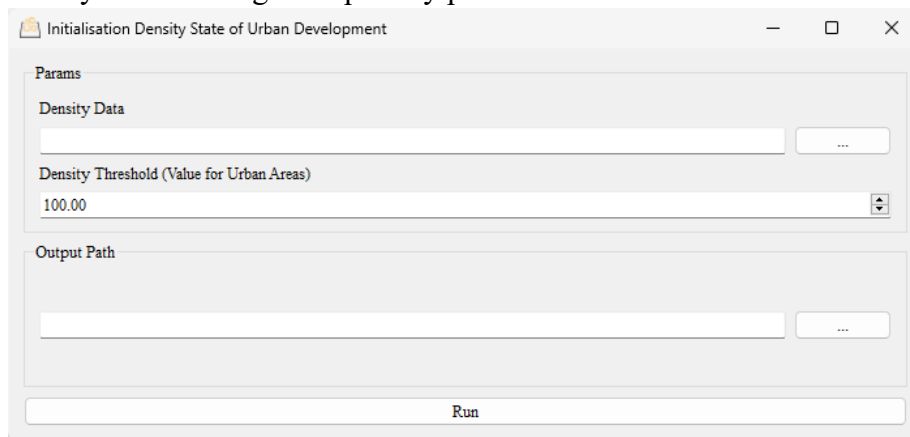 Initialisation Density State of Urban Development
Params
Density Data
...
Density Threshold (Value for Urban Areas)
100.00
Output Path
...
Run